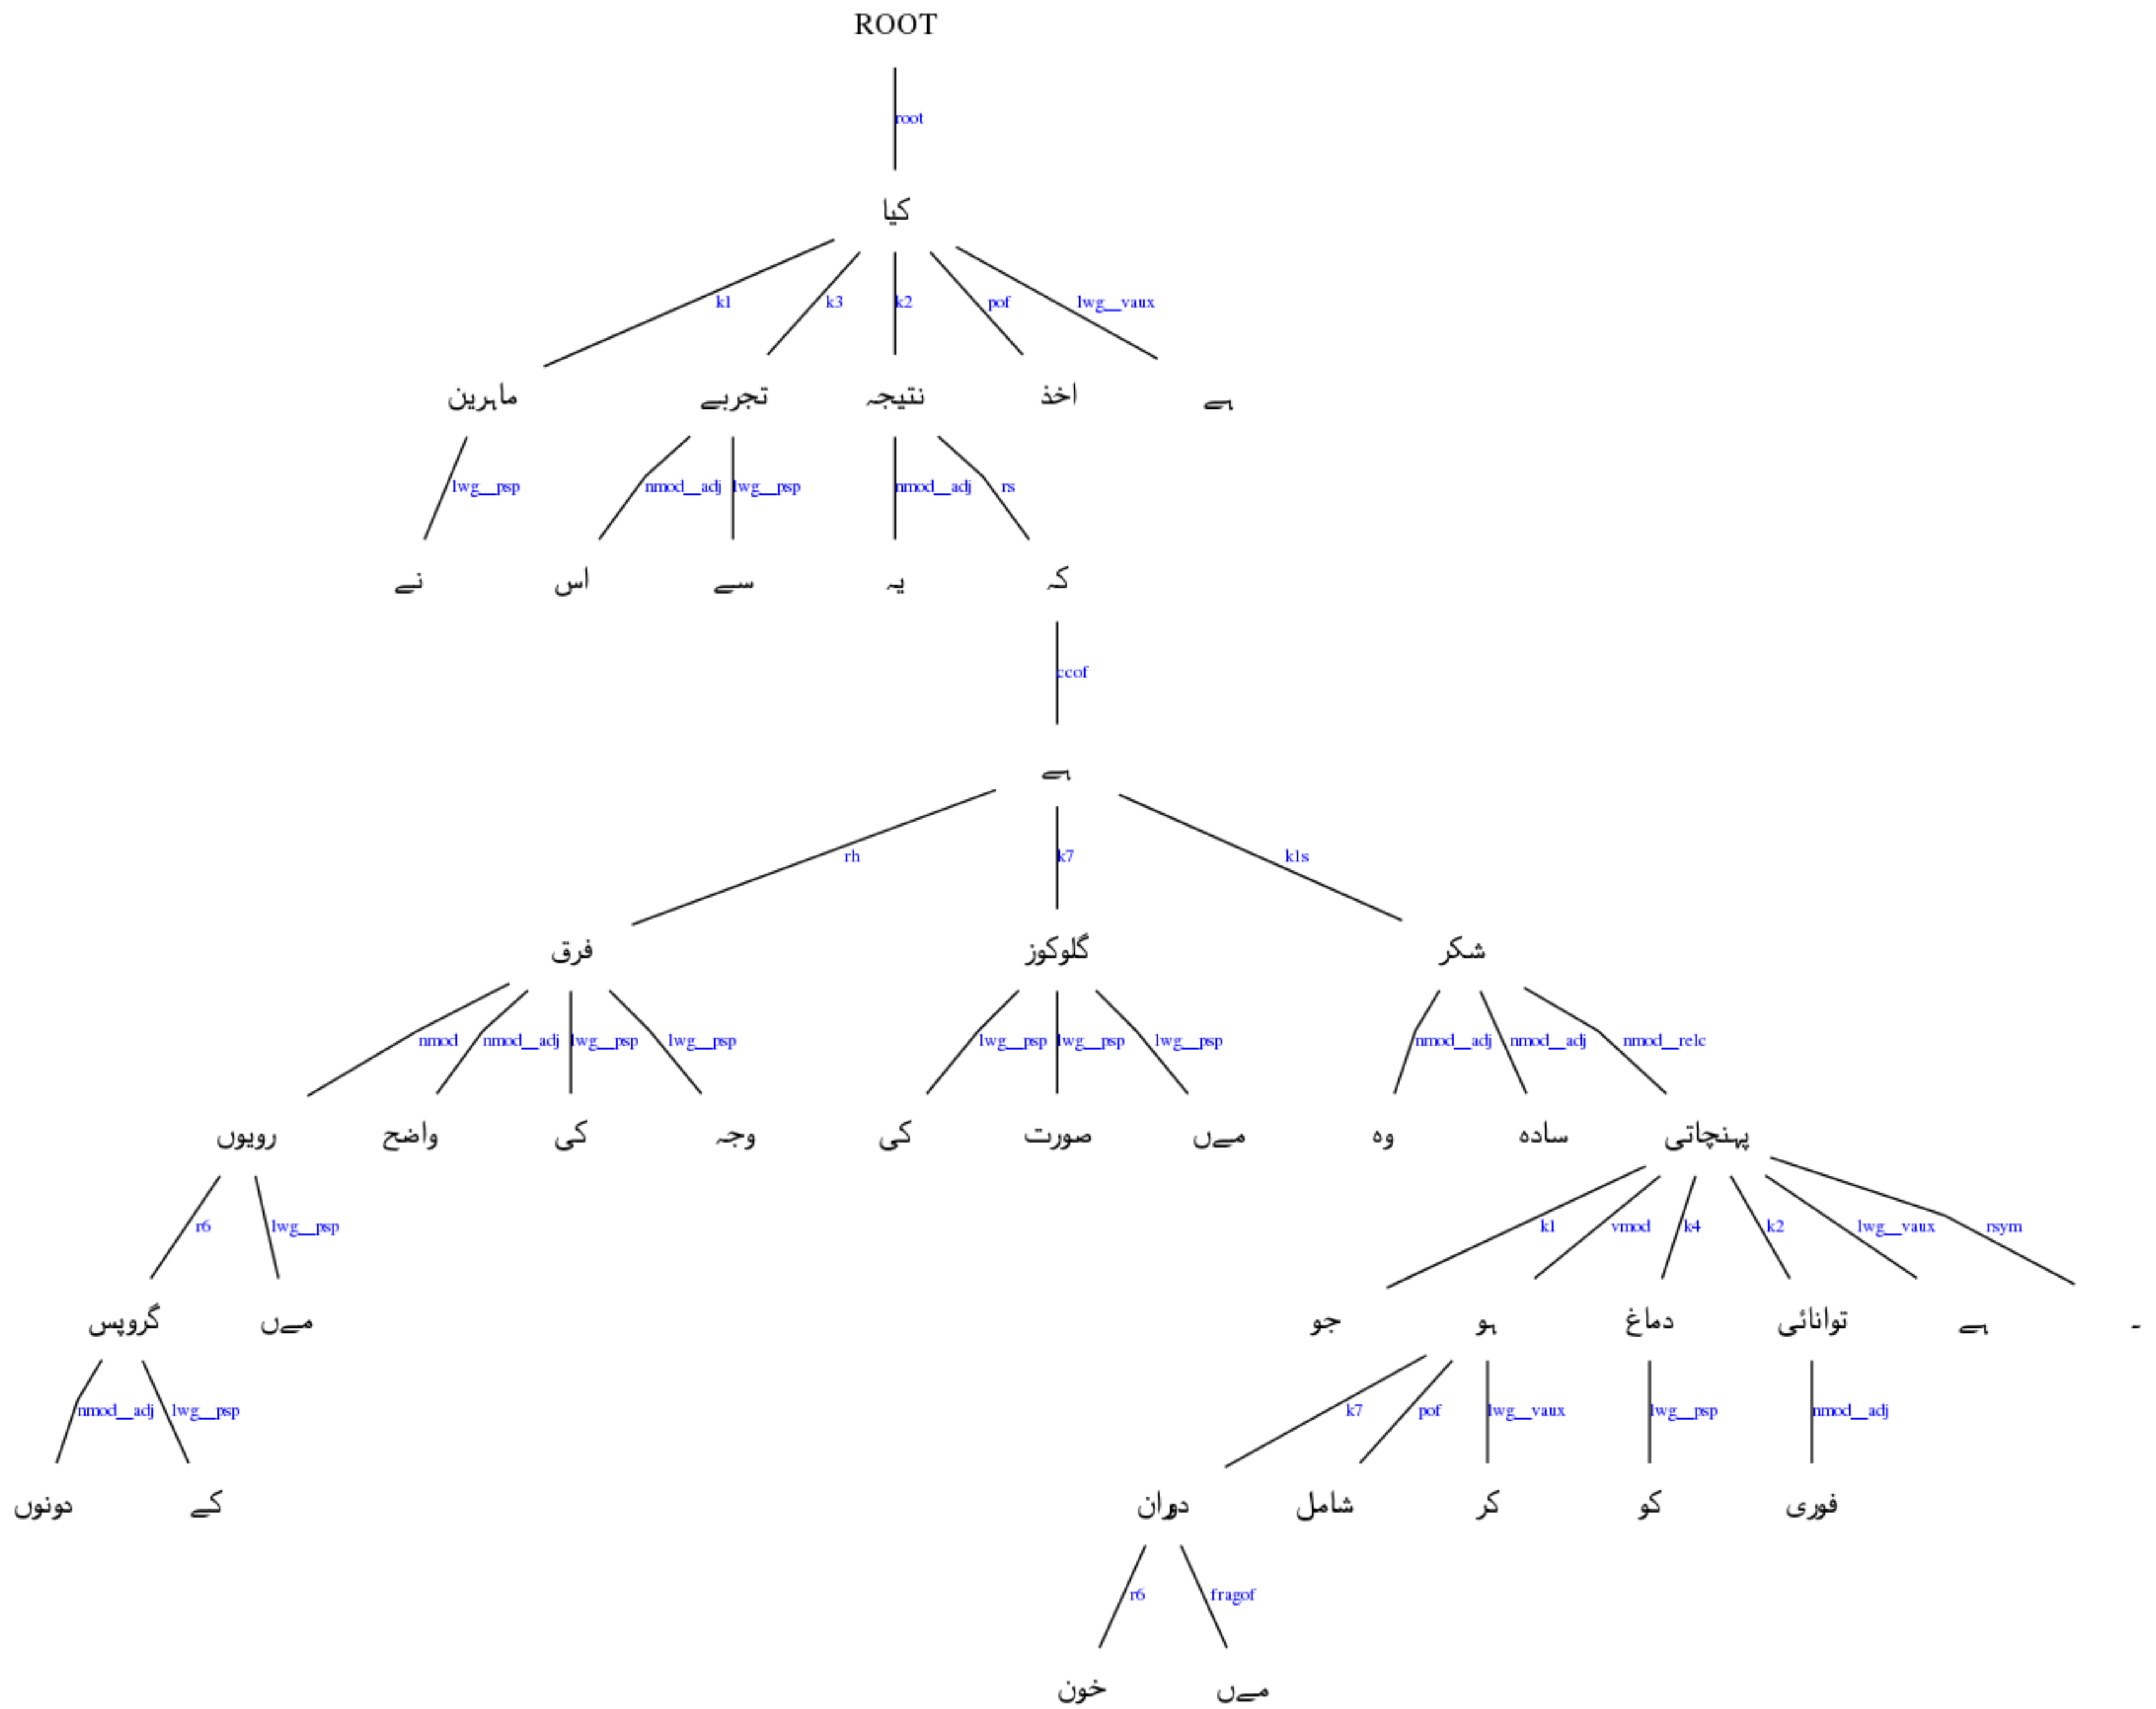 ROOT
root
کیا
k1 k3 k2 pof lwg__vaux
ماہرین تجربے نتیجہ اخذ ہے
lwg__psp nmod__adj lwg__psp nmod__adj rs
نے اس سے یہ کہ
ccof
ہے
rh k7 k1s
فرق گلوکوز شکر
nmod nmod__adj lwg__psp lwg__psp lwg__psp lwg__psp lwg__psp nmod__adj nmod__adj nmod__relc
رویوں واضح کی وجہ کی صورت مےں وہ سادہ پہنچاتی
r6 lwg__psp k1 vmod k4 k2 lwg__vaux rsym
گروپس مےں جو ہو دماغ توانائی ہے ۔
nmod__adj lwg__psp k7 pof lwg__vaux lwg__psp nmod__adj
دونوں کے دوران شامل کر کو فوری
r6 fragof
خون مےں